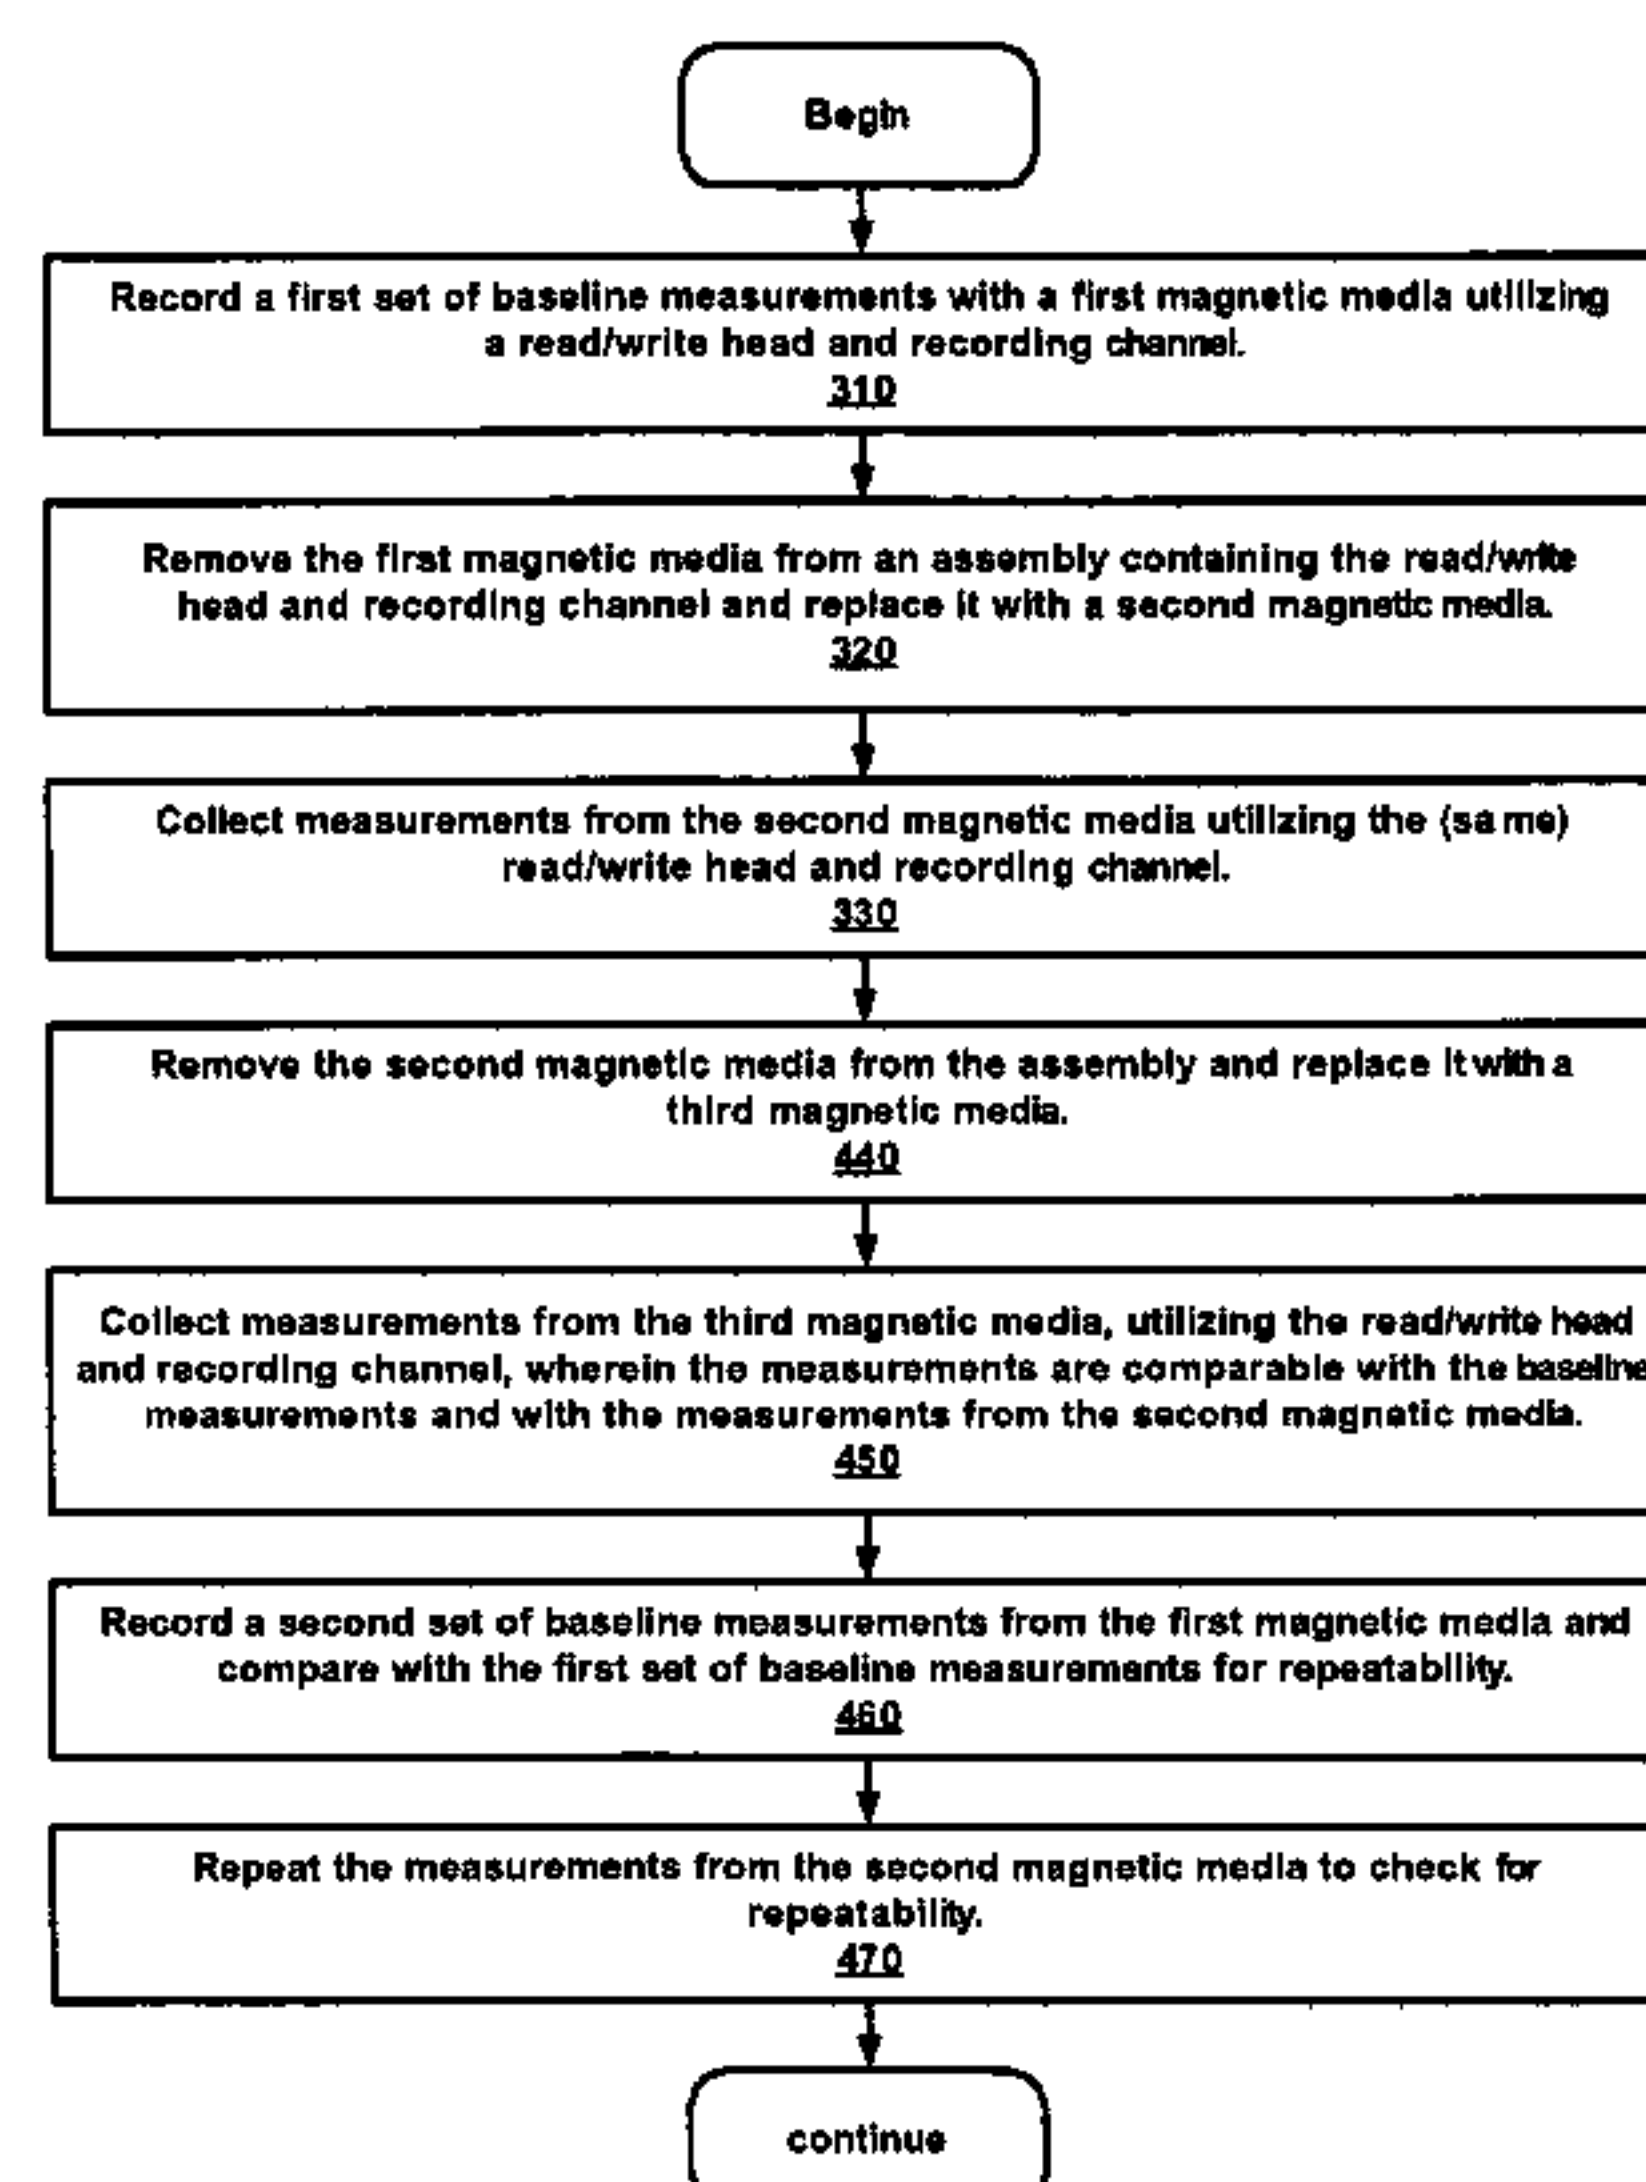 Begin
Record a first set of baseline measurements with a first magnetic media utilizing
a read/write head and recording channel.
310
Remove the first magnetic media from an assembly containing the read/write
head and recording channel and replace it with a second magnetic media.
320
Collect measurements from the second magnetic media utilizing the (same)
read/write head and recording channel.
330
Remove the second magnetic media from the assembly and replace it with a
third magnetic media.
440
Collect measurements from the third magnetic media, utilizing the read/write head
and recording channel, wherein the measurements are comparable with the baseline
measurements and with the measurements from the second magnetic media.
450
Record a second set of baseline measurements from the first magnetic media and
compare with the first set of baseline measurements for repeatability.
460
Repeat the measurements from the second magnetic media to check for
repeatability.
470
continue